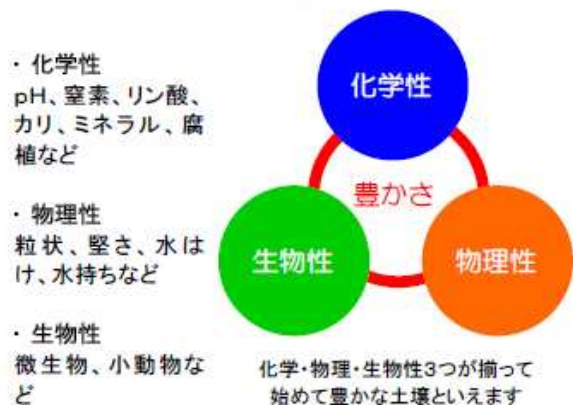 ・ 化学性
pH、窒素、リン酸、
カリ、ミネラル、腐
植など
・ 物理性
粒状、堅さ、水は
け、水持ちなど
・ 生物性
微生物、小動物な
ど
化学性
豊かさ
生物性
物理性
化学・物理・生物性3つが揃って
始めて豊かな土壌といえます